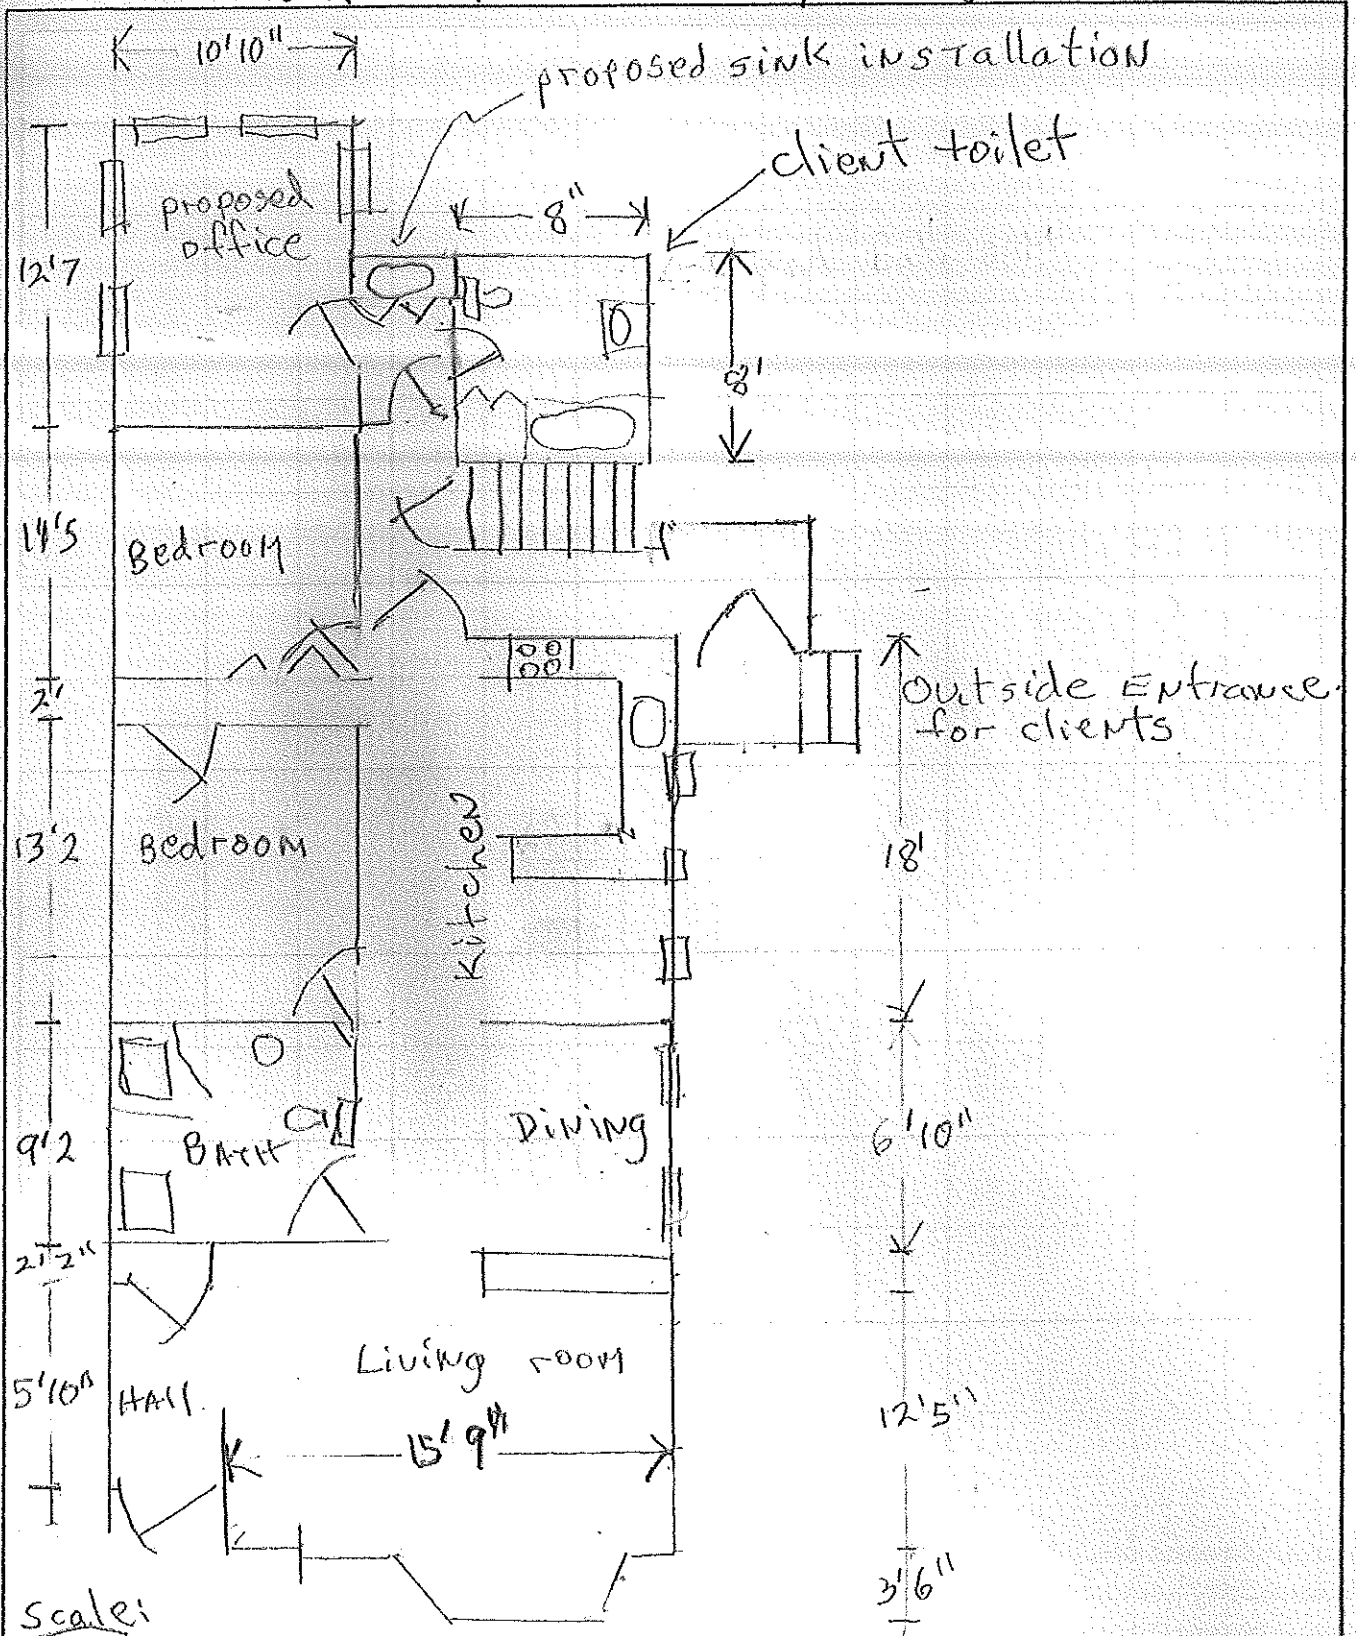 10'10"
proposed sink installation
client toilet
8"
proposed
office
12'7
8'
11'5
Bedroom
2'
Outside Entrance
for clients
13'2
Bedroom
Kitchen
18'
9'2
BATH
Dining
6'10"
2'2"
Living room
5'10"
HAll
15'9"
12'5"
3'6"
Scale: